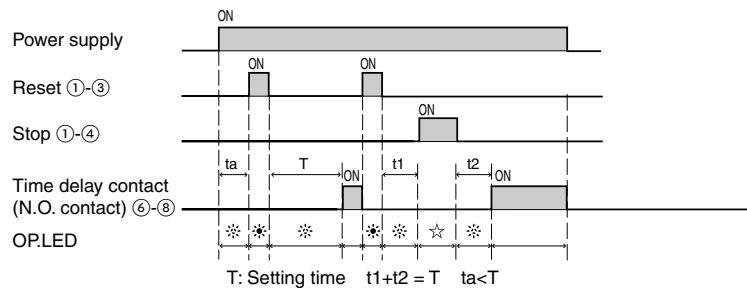 ON
Power supply
ON ON
Reset ①-③
ON
Stop ①-④
ta T t1 t2
ON ON
Time delay contact
(N.O. contact) ⑥-⑧
OP.LED
T: Setting time t1+t2 = T ta<T